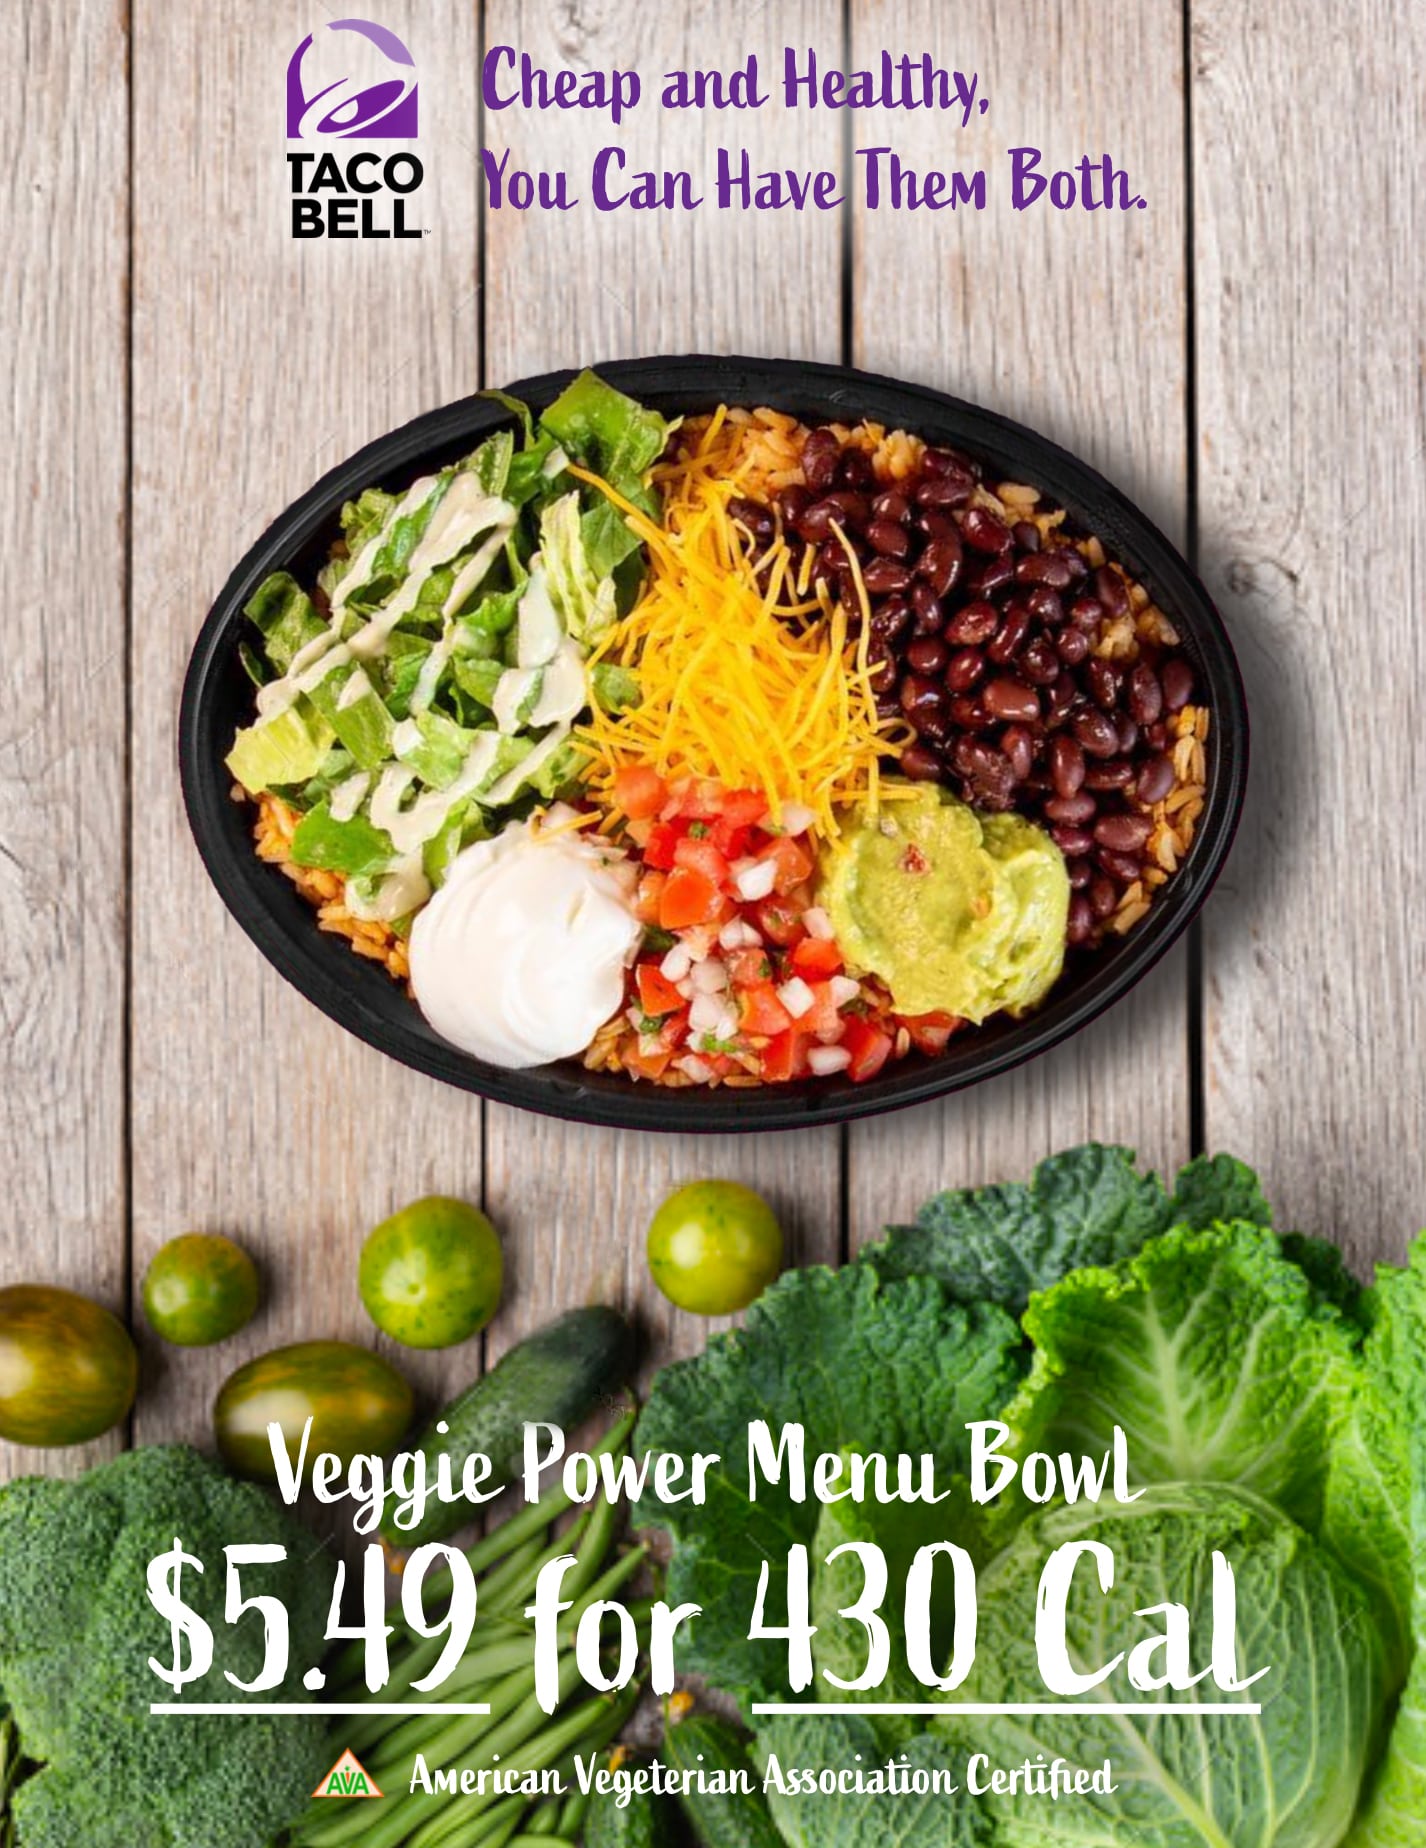 TACO
BELL™
Cheap and Healthy,
You Can Have Them Both.
Veggie Power Menu Bowl
$5.49 for 430 Cal
AVA
American Vegeterian Association Certified